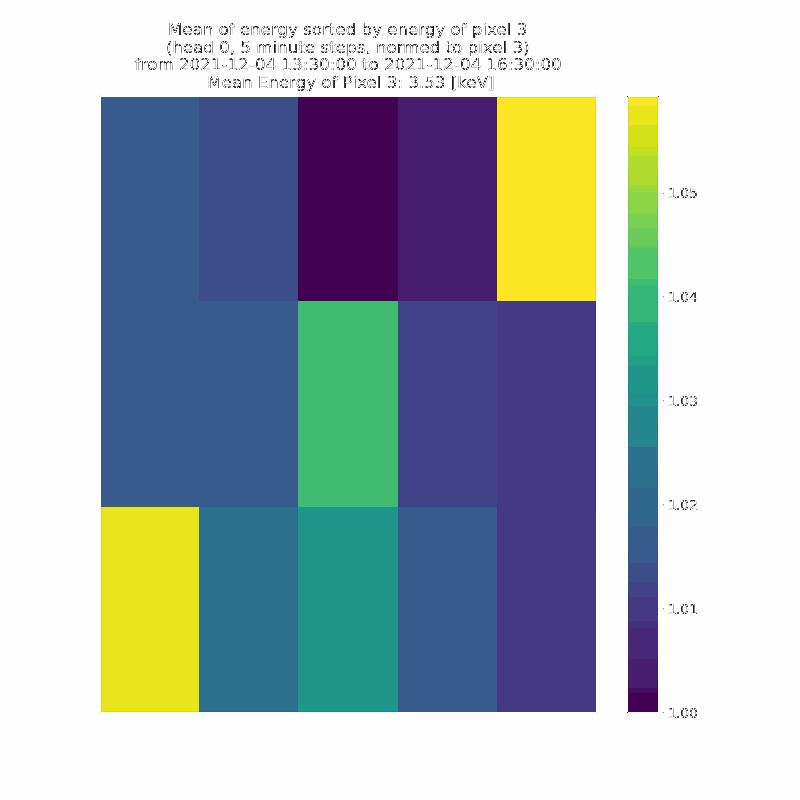 Mean of energy sorted by energy of pixel 3
(head 0, 5 minute steps, normed to pixel 3)
from 2021-12-04 13:30:00 to 2021-12-04 16:30:00
Mean Energy of Pixel 3: 3.53 [keV]
1.05
1.04
1.03
1.02
1.01
1.00